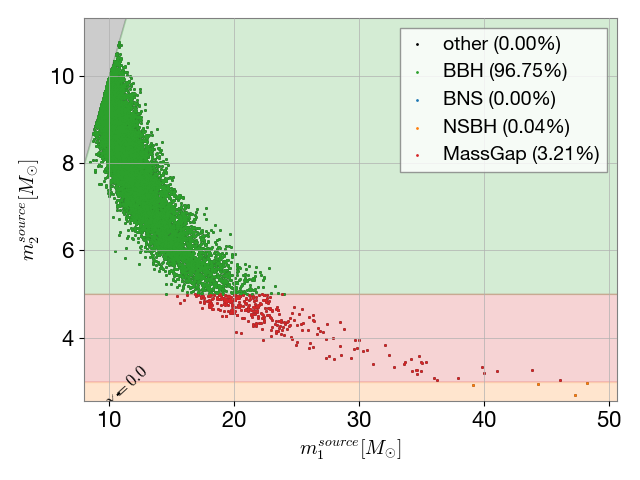 other (0.00%)
BBH (96.75%)
BNS (0.00%)
NSBH (0.04%)
MassGap (3.21%)
10
8
6
4
m_2^{source}[M_⊙]
← 0.0
10
20
30
40
50
m_1^{source}[M_⊙]